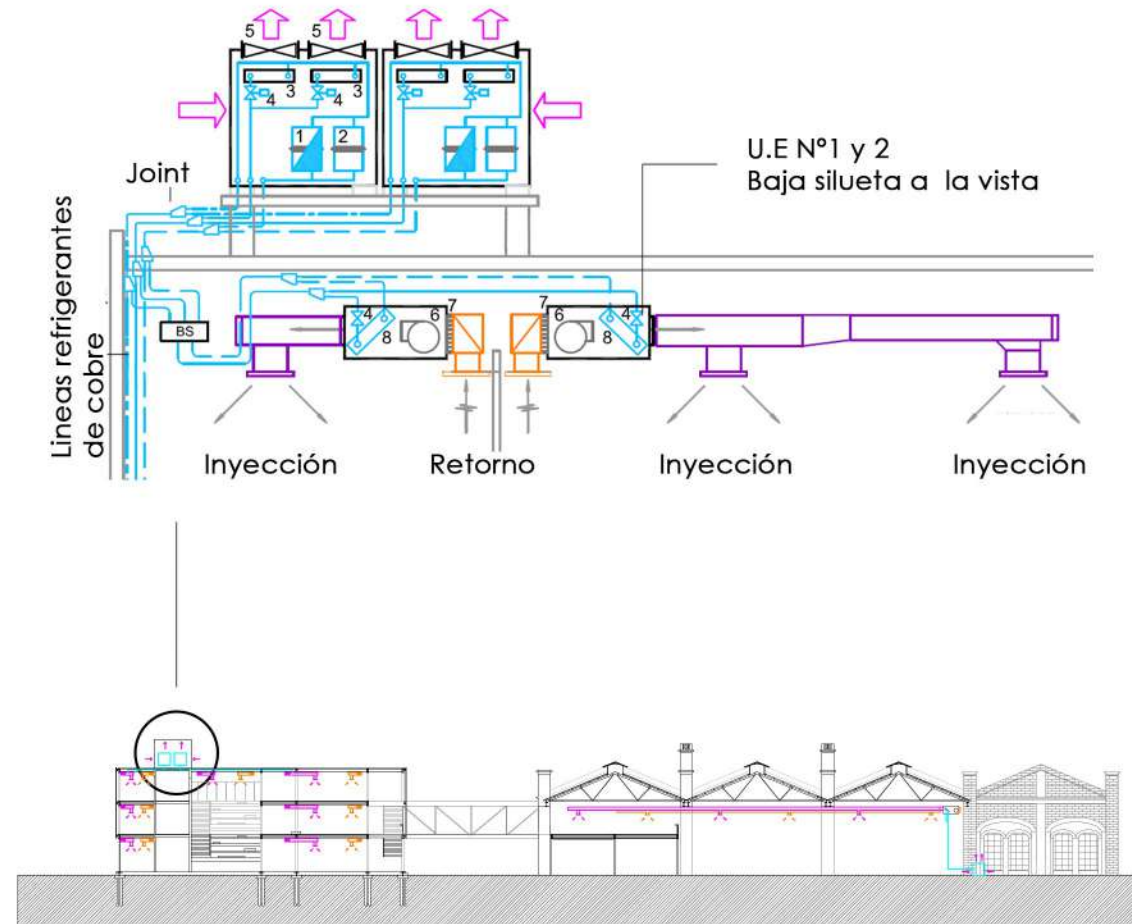 5 5
3 3
4 4
1 2
Joint
U.E Nº1 y 2
Baja silueta a la vista
Lineas refrigerantes
de cobre
BS
4 8 6 7
7 6 8 4
Inyección
Retorno
Inyección
Inyección